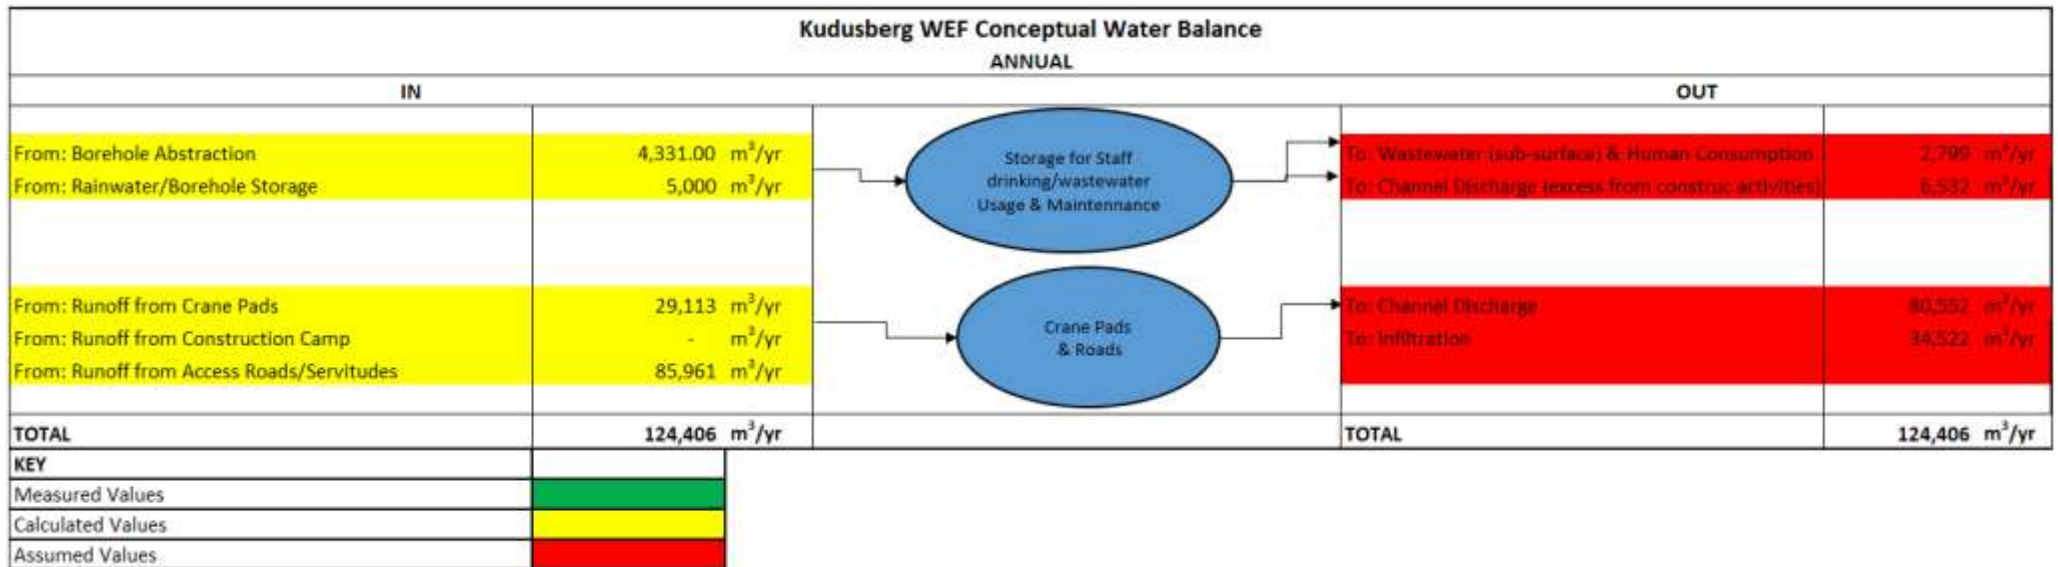 Kudusberg WEF Conceptual Water Balance
ANNUAL
IN
OUT
From: Borehole Abstraction 4,331.00 m³/yr
From: Rainwater/Borehole Storage 5,000 m³/yr
Storage for Staff
drinking/wastewater
Usage & Maintennance
To: Wastewater (sub-surface) & Human Consumption 2,799 m³/yr
To: Channel Discharge (excess from construc activities) 6,532 m³/yr
From: Runoff from Crane Pads 29,113 m³/yr
From: Runoff from Construction Camp - m³/yr
From: Runoff from Access Roads/Servitudes 85,961 m³/yr
Crane Pads
& Roads
To: Channel Discharge 80,552 m³/yr
To: Infiltration 34,522 m³/yr
TOTAL 124,406 m³/yr
TOTAL 124,406 m³/yr
KEY
Measured Values
Calculated Values
Assumed Values